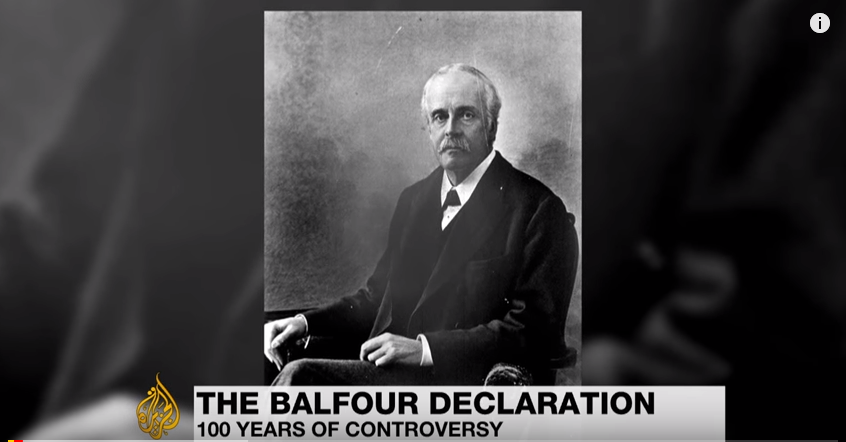 THE BALFOUR DECLARATION
100 YEARS OF CONTROVERSY